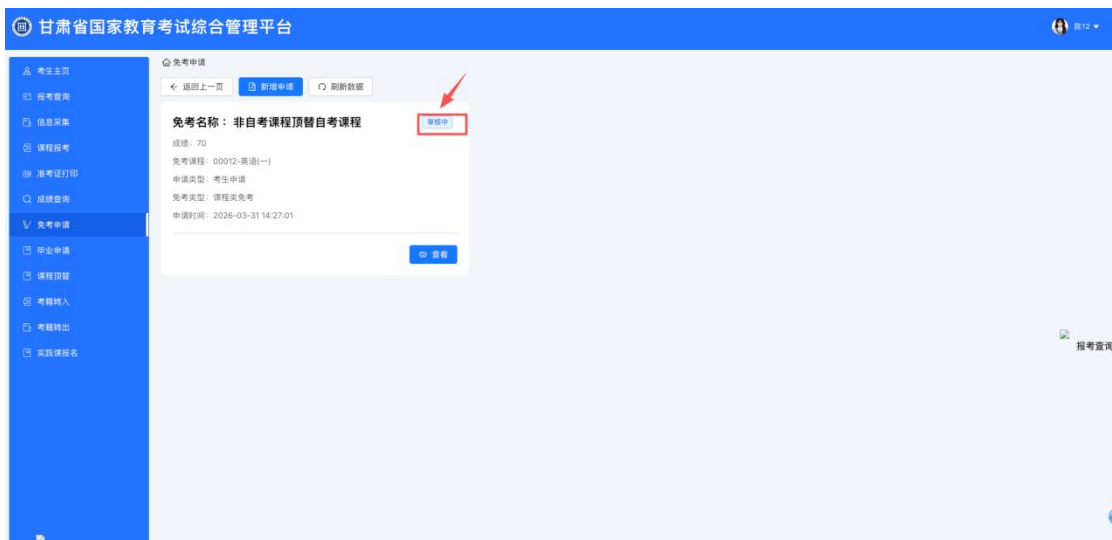 甘肃省国家教育考试综合管理平台
陈12
考生主页
报考查询
信息采集
课程报考
准考证打印
成绩查询
免考申请
毕业申请
课程顶替
考籍转入
考籍转出
实践课报名
免考申请
返回上一页
新增申请
刷新数据
免考名称：非自考课程顶替自考课程
审核中
成绩：70
免考课程：00012-英语(一)
申请类型：考生申请
免考类型：课程类免考
申请时间：2026-03-31 14:27:01
查看
报考查询